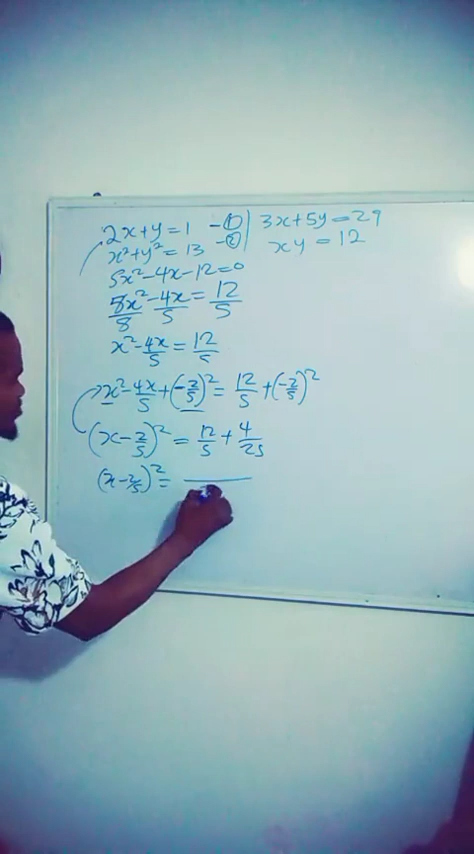 2x+y=1 -① | 3x+5y=29
x²+y²=13 -② xy=12
5x²-4x-12=0
5x²/5-4x/5=12/5
x²-4x/5=12/5
x²-4x/5+(-2/5)²=12/5+(-2/5)²
(x-2/5)²=12/5+4/25
(x-2/5)²=